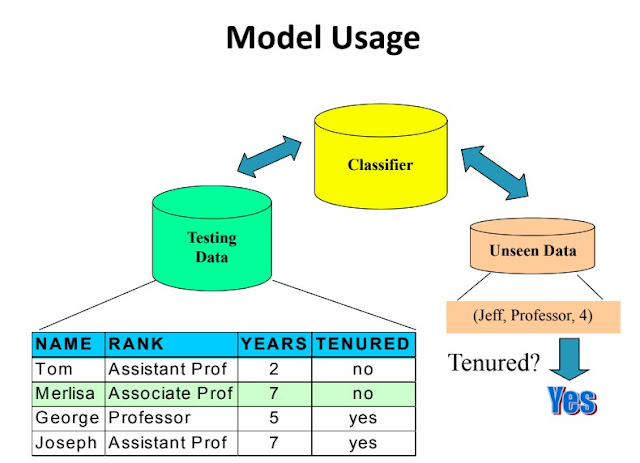 Model Usage
Classifier
Testing
Data
Unseen Data
(Jeff, Professor, 4)
Tenured?
Yes
NAME RANK YEARS TENURED
Tom Assistant Prof 2 no
Merlisa Associate Prof 7 no
George Professor 5 yes
Joseph Assistant Prof 7 yes